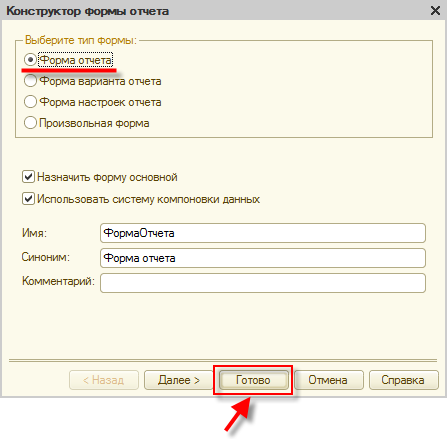 Конструктор формы отчета
Выберите тип формы:
Форма отчета
Форма варианта отчета
Форма настроек отчета
Произвольная форма
Назначить форму основной
Использовать систему компоновки данных
Имя: ФормаОтчета
Синоним: Форма отчета
Комментарий:
< Назад Далее > Готово Отмена Справка